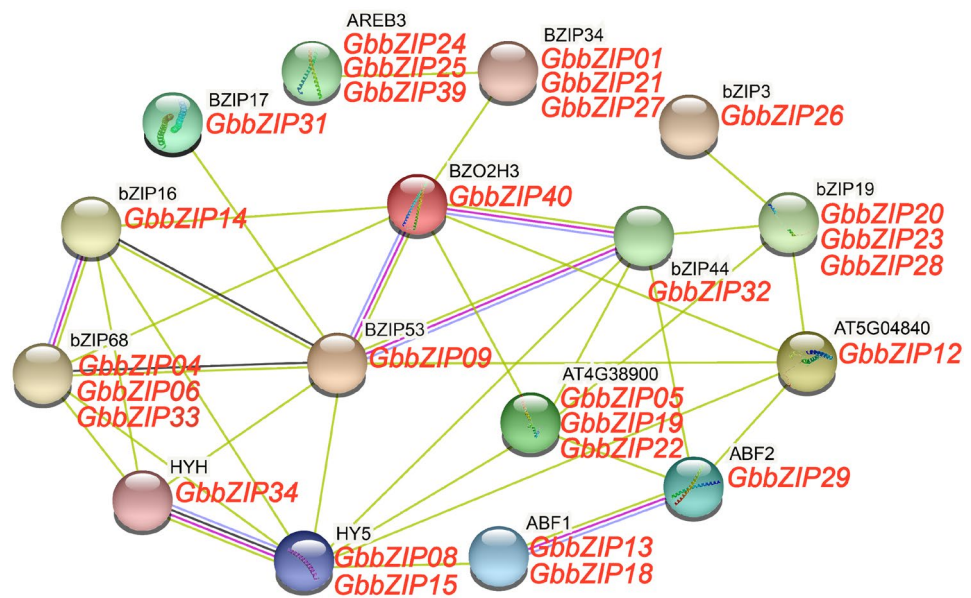 AREB3
GbbZIP24
GbbZIP25
GbbZIP39
BZIP34
GbbZIP01
GbbZIP21
GbbZIP27
bZIP3
GbbZIP26
BZIP17
GbbZIP31
bZIP16
GbbZIP14
BZO2H3
GbbZIP40
bZIP19
GbbZIP20
GbbZIP23
GbbZIP28
bZIP44
GbbZIP32
bZIP68
GbbZIP04
GbbZIP06
GbbZIP33
BZIP53
GbbZIP09
AT5G04840
GbbZIP12
AT4G38900
GbbZIP05
GbbZIP19
GbbZIP22
HYH
GbbZIP34
ABF2
GbbZIP29
HY5
GbbZIP08
GbbZIP15
ABF1
GbbZIP13
GbbZIP18